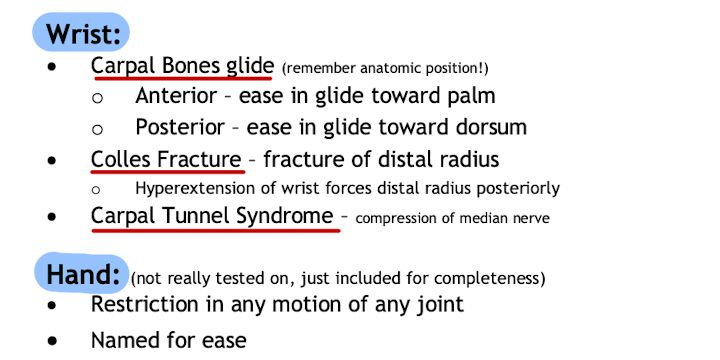 Wrist:
• Carpal Bones glide (remember anatomic position!)
o Anterior – ease in glide toward palm
o Posterior – ease in glide toward dorsum
• Colles Fracture – fracture of distal radius
o Hyperextension of wrist forces distal radius posteriorly
• Carpal Tunnel Syndrome – compression of median nerve
Hand: (not really tested on, just included for completeness)
• Restriction in any motion of any joint
• Named for ease